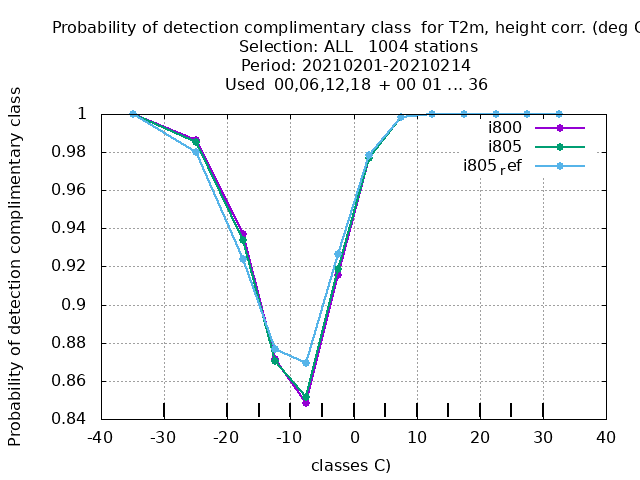 Probability of detection complimentary class  for T2m, height corr. (deg C
Selection: ALL   1004 stations
Period: 20210201-20210214
Used  00,06,12,18 + 00 01 ... 36
Probability of detection complimentary class
1
0.98
0.96
0.94
0.92
0.9
0.88
0.86
0.84
i800
i805
i805ref
-40 -30 -20 -10 0 10 20 30 40
classes C)